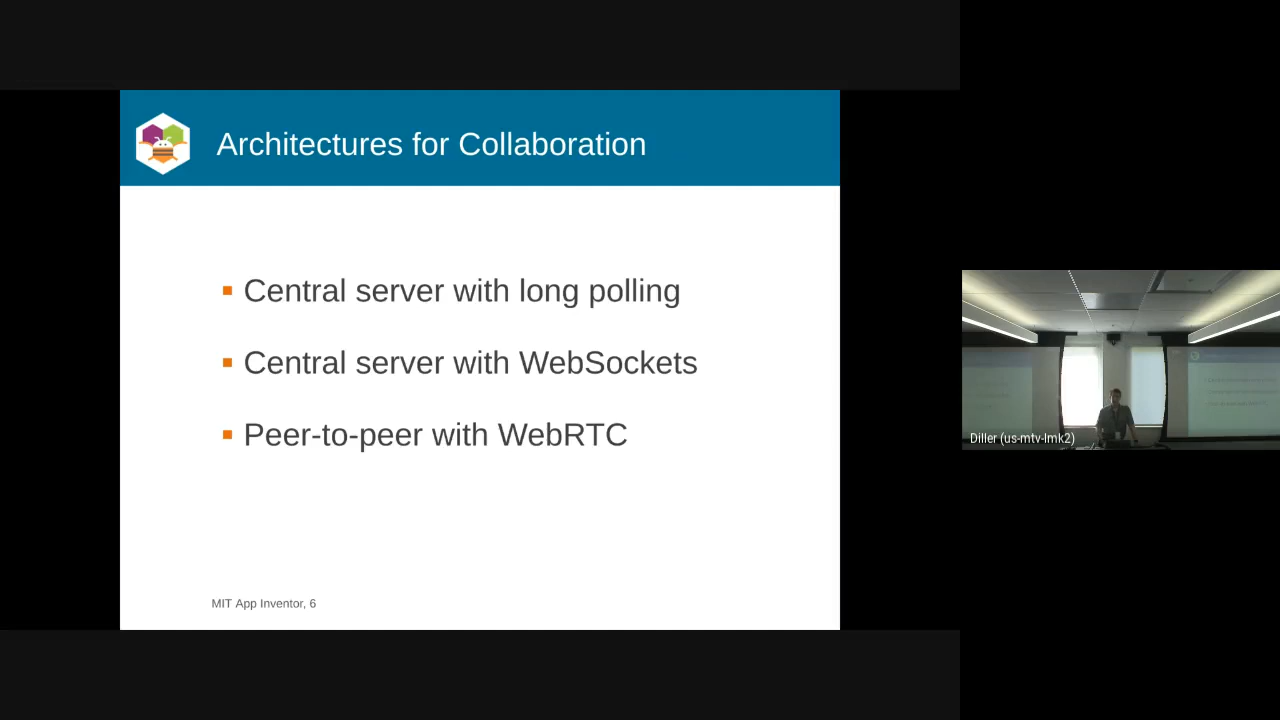 Architectures for Collaboration
Central server with long polling
Central server with WebSockets
Peer-to-peer with WebRTC
MIT App Inventor, 6
Diller (us-mtv-lmk2)